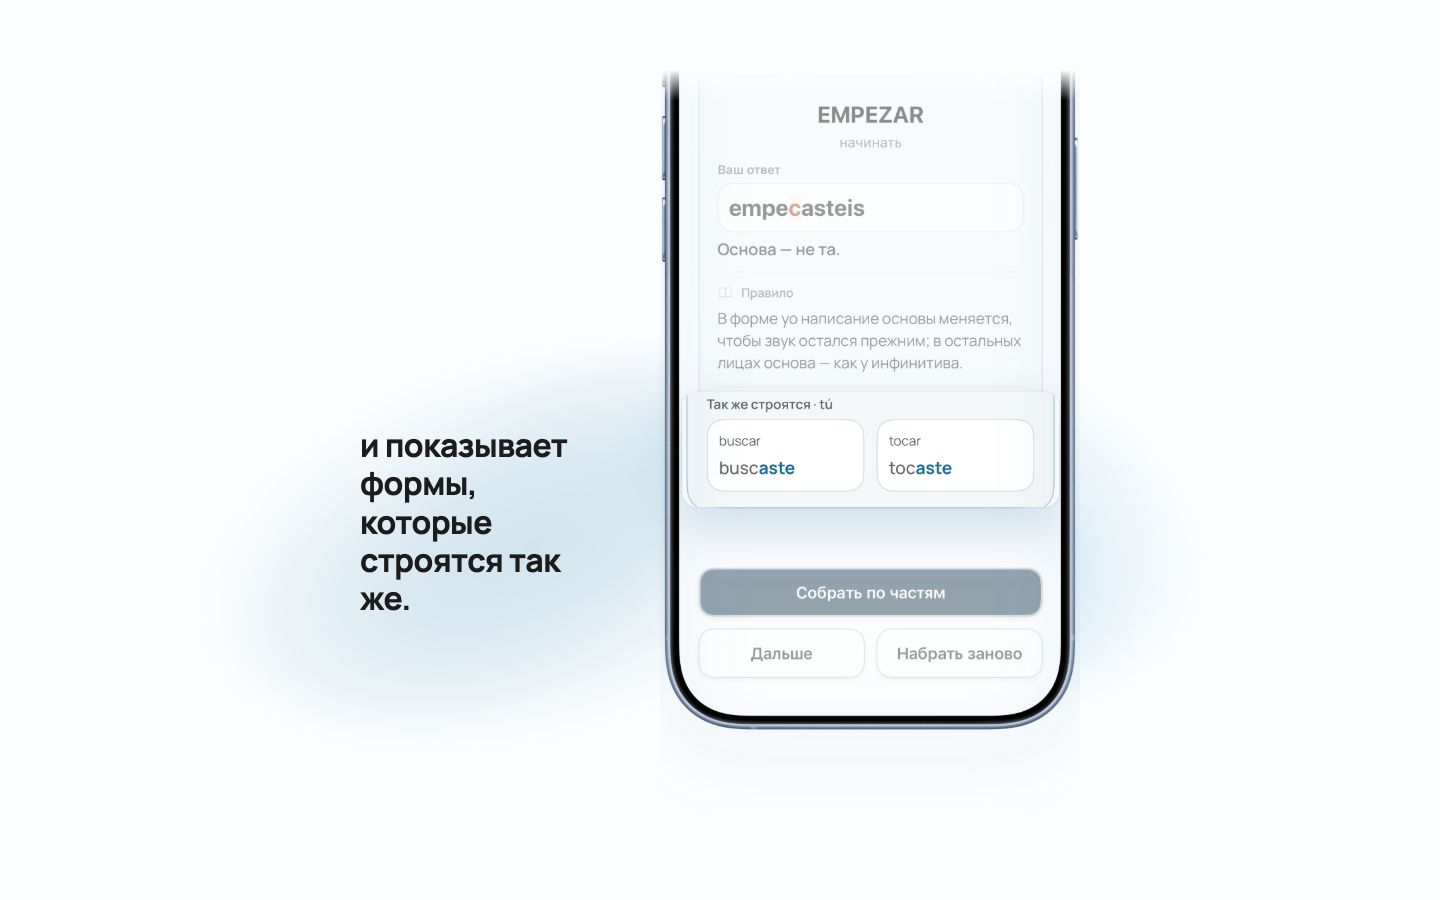 EMPEZAR
начинать
Ваш ответ
empecasteis
Основа — не та.
Правило
В форме yo написание основы меняется,
чтобы звук остался прежним; в остальных
лицах основа — как у инфинитива.
Так же строятся · tú
buscar
buscaste
tocar
tocaste
и показывает
формы,
которые
строятся так
же.
Собрать по частям
Дальше
Набрать заново